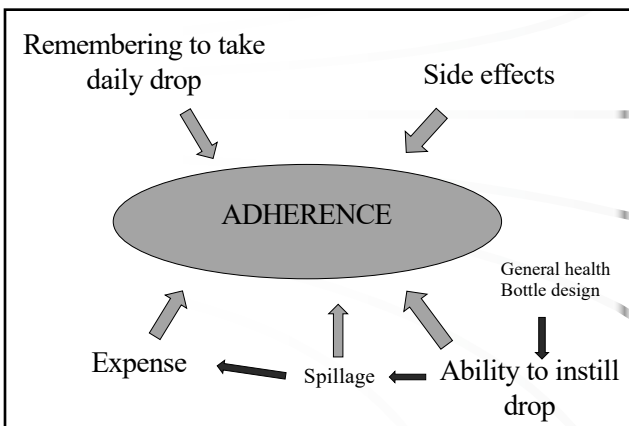 Remembering to take
daily drop
Side effects
ADHERENCE
General health
Bottle design
Expense
Spillage
Ability to instill
drop